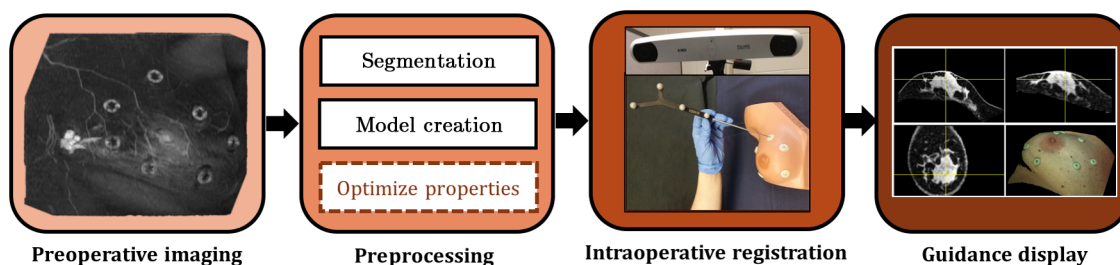 Segmentation
Model creation
Optimize properties
Preoperative imaging
Preprocessing
Intraoperative registration
Guidance display